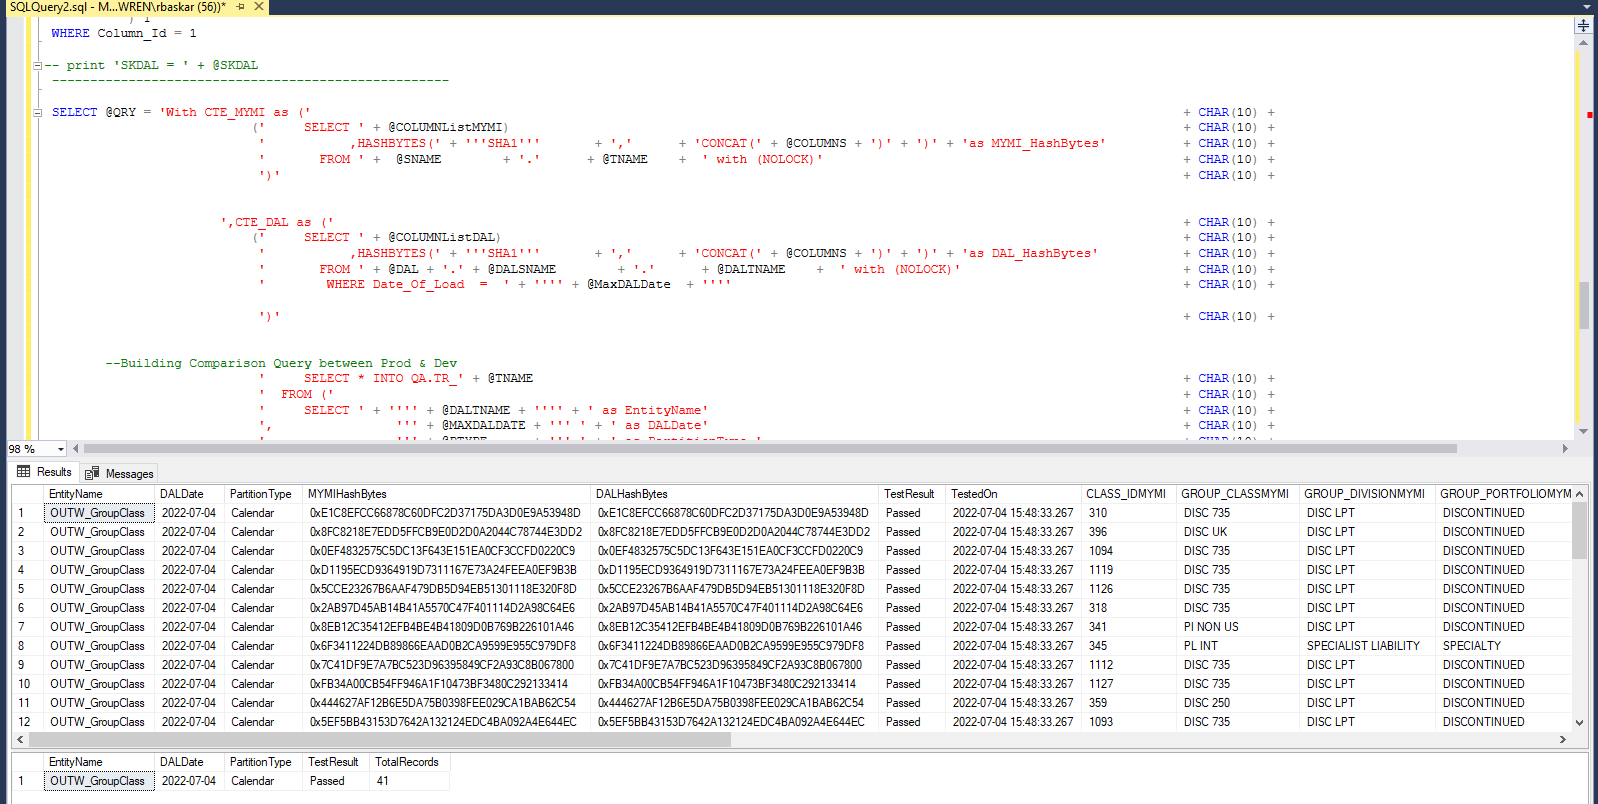 SQLQuery2.sql - M...WREN\rbaskar (56))*
WHERE Column_Id = 1
-- print 'SKDAL = ' + @SKDAL
-----------------------------------------------------
SELECT @QRY = 'With CTE_MYMI as (' + CHAR(10) +
(' SELECT ' + @COLUMNListMYMI) + CHAR(10) +
' ,HASHBYTES(' + '''SHA1''' + ',' + 'CONCAT(' + @COLUMNS + ')' + ')' + 'as MYMI_HashBytes' + CHAR(10) +
' FROM ' + @SNAME + '.' + @TNAME + ' with (NOLOCK)' + CHAR(10) +
')' + CHAR(10) +
',CTE_DAL as (' + CHAR(10) +
(' SELECT ' + @COLUMNListDAL) + CHAR(10) +
' ,HASHBYTES(' + '''SHA1''' + ',' + 'CONCAT(' + @COLUMNS + ')' + ')' + 'as DAL_HashBytes' + CHAR(10) +
' FROM ' + @DAL + '.' + @DALSNAME + '.' + @DALTNAME + ' with (NOLOCK)' + CHAR(10) +
' WHERE Date_Of_Load = ' + '''' + @MaxDALDate + '''' + CHAR(10) +
')' + CHAR(10) +
--Building Comparison Query between Prod & Dev
' SELECT * INTO QA.TR_' + @TNAME + CHAR(10) +
' FROM (' + CHAR(10) +
' SELECT ' + '''' + @DALTNAME + '''' + ' as EntityName' + CHAR(10) +
', ''' + @MAXDALDATE + ''' ' + ' as DALDate' + CHAR(10) +
98 %
Results Messages
EntityName DALDate PartitionType MYMIHashBytes DALHashBytes TestResult TestedOn CLASS_IDMYMI GROUP_CLASSMYMI GROUP_DIVISIONMYMI GROUP_PORTFOLIOMYM
1 OUTW_GroupClass 2022-07-04 Calendar 0xE1C8EFCC66878C60DFC2D37175DA3D0E9A53948D 0xE1C8EFCC66878C60DFC2D37175DA3D0E9A53948D Passed 2022-07-04 15:48:33.267 310 DISC 735 DISC LPT DISCONTINUED
2 OUTW_GroupClass 2022-07-04 Calendar 0x8FC8218E7EDD5FFCB9E0D2D0A2044C78744E3DD2 0x8FC8218E7EDD5FFCB9E0D2D0A2044C78744E3DD2 Passed 2022-07-04 15:48:33.267 396 DISC UK DISC LPT DISCONTINUED
3 OUTW_GroupClass 2022-07-04 Calendar 0x0EF4832575C5DC13F643E151EA0CF3CCFD0220C9 0x0EF4832575C5DC13F643E151EA0CF3CCFD0220C9 Passed 2022-07-04 15:48:33.267 1094 DISC 735 DISC LPT DISCONTINUED
4 OUTW_GroupClass 2022-07-04 Calendar 0xD1195ECD9364919D7311167E73A24FEEA0EF9B3B 0xD1195ECD9364919D7311167E73A24FEEA0EF9B3B Passed 2022-07-04 15:48:33.267 1119 DISC 735 DISC LPT DISCONTINUED
5 OUTW_GroupClass 2022-07-04 Calendar 0x5CCE23267B6AAF479DB5D94EB51301118E320F8D 0x5CCE23267B6AAF479DB5D94EB51301118E320F8D Passed 2022-07-04 15:48:33.267 1126 DISC 735 DISC LPT DISCONTINUED
6 OUTW_GroupClass 2022-07-04 Calendar 0x2AB97D45AB14B41A5570C47F401114D2A98C64E6 0x2AB97D45AB14B41A5570C47F401114D2A98C64E6 Passed 2022-07-04 15:48:33.267 318 DISC 735 DISC LPT DISCONTINUED
7 OUTW_GroupClass 2022-07-04 Calendar 0x8EB12C35412EFB4BE4B41809D0B769B226101A46 0x8EB12C35412EFB4BE4B41809D0B769B226101A46 Passed 2022-07-04 15:48:33.267 341 PI NON US DISC LPT DISCONTINUED
8 OUTW_GroupClass 2022-07-04 Calendar 0x6F3411224DB89866EAAD0B2CA9599E955C979DF8 0x6F3411224DB89866EAAD0B2CA9599E955C979DF8 Passed 2022-07-04 15:48:33.267 345 PL INT SPECIALIST LIABILITY SPECIALTY
9 OUTW_GroupClass 2022-07-04 Calendar 0x7C41DF9E7A7BC523D96395849CF2A93C8B067800 0x7C41DF9E7A7BC523D96395849CF2A93C8B067800 Passed 2022-07-04 15:48:33.267 1112 DISC 735 DISC LPT DISCONTINUED
10 OUTW_GroupClass 2022-07-04 Calendar 0xFB34A00CB54FF946A1F10473BF3480C292133414 0xFB34A00CB54FF946A1F10473BF3480C292133414 Passed 2022-07-04 15:48:33.267 1127 DISC 735 DISC LPT DISCONTINUED
11 OUTW_GroupClass 2022-07-04 Calendar 0x444627AF12B6E5DA75B0398FEE029CA1BAB62C54 0x444627AF12B6E5DA75B0398FEE029CA1BAB62C54 Passed 2022-07-04 15:48:33.267 359 DISC 250 DISC LPT DISCONTINUED
12 OUTW_GroupClass 2022-07-04 Calendar 0x5EF5BB43153D7642A132124EDC4BA092A4E644EC 0x5EF5BB43153D7642A132124EDC4BA092A4E644EC Passed 2022-07-04 15:48:33.267 1093 DISC 735 DISC LPT DISCONTINUED
EntityName DALDate PartitionType TestResult TotalRecords
1 OUTW_GroupClass 2022-07-04 Calendar Passed 41